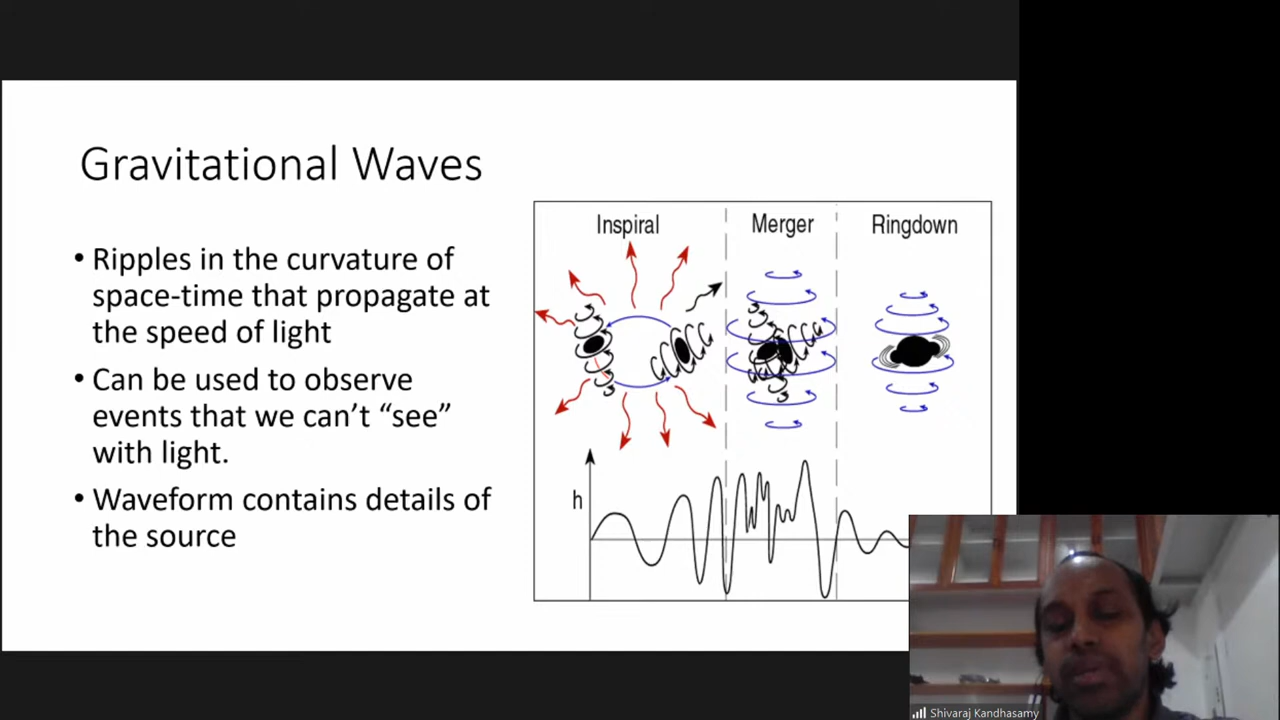 Gravitational Waves
• Ripples in the curvature of
space-time that propagate at
the speed of light
• Can be used to observe
events that we can’t “see”
with light.
• Waveform contains details of
the source
Inspiral
Merger
Ringdown
h
Shivaraj Kandhasamy